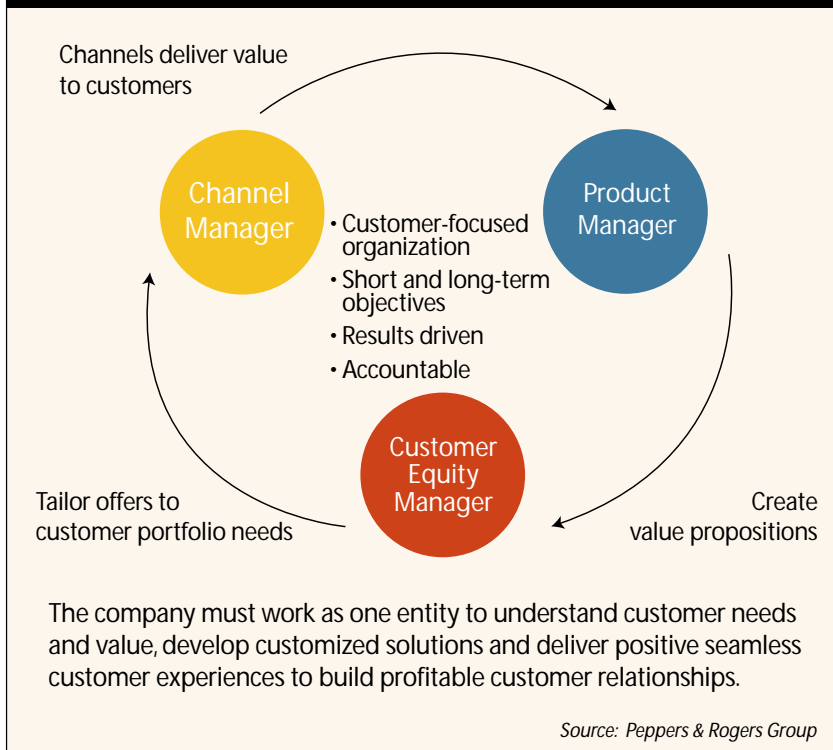 Channels deliver value
to customers
Channel
Manager
Product
Manager
• Customer-focused
organization
• Short and long-term
objectives
• Results driven
• Accountable
Customer
Equity
Manager
Tailor offers to
customer portfolio needs
Create
value propositions
The company must work as one entity to understand customer needs
and value, develop customized solutions and deliver positive seamless
customer experiences to build profitable customer relationships.
Source: Peppers & Rogers Group